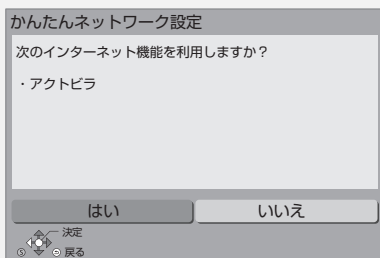 かんたんネットワーク設定
次のインターネット機能を利用しますか？
・アクトビラ
はい
いいえ
決定
S
戻る